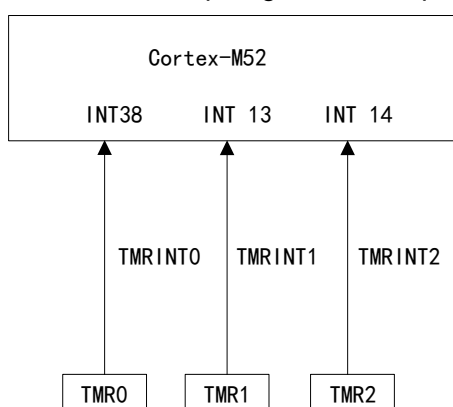 Cortex-M52
INT38 INT 13 INT 14
TMRINT0 TMRINT1 TMRINT2
TMR0 TMR1 TMR2